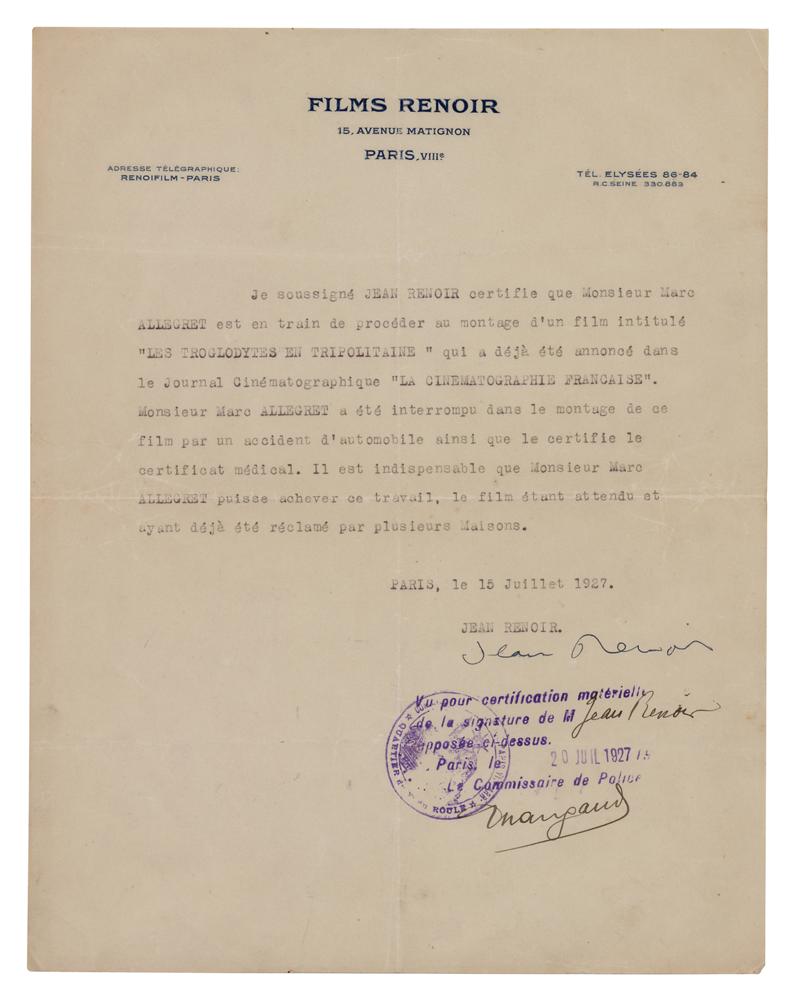 FILMS RENOIR
15, AVENUE MATIGNON
PARIS, VIIIe
ADRESSE TÉLÉGRAPHIQUE:
RENOIFILM-PARIS
TÉL. ELYSÉES 86-84
R.C. SEINE 330.883
Je soussigné JEAN RENOIR certifie que Monsieur Marc
ALLEGRET est en train de procéder au montage d'un film intitulé
"LES TROGLODYTES EN TRIPOLITAINE " qui a déjà été annoncé dans
le Journal Cinématographique "LA CINEMATOGRAPHIE FRANCAISE".
Monsieur Marc ALLEGRET a été interrompu dans le montage de ce
film par un accident d'automobile ainsi que le certifie le
certificat médical. Il est indispensable que Monsieur Marc
ALLEGRET puisse achever ce travail, le film étant attendu et
ayant déjà été réclamé par plusieurs Maisons.
PARIS, le 15 Juillet 1927.
JEAN RENOIR.
Jean Renoir
Vu pour certification matérielle
de la signature de M Jean Renoir
apposée ci-dessus.
Paris, le 20 JUIL 1927
Le Commissaire de Police
QUARTIER
ROULE